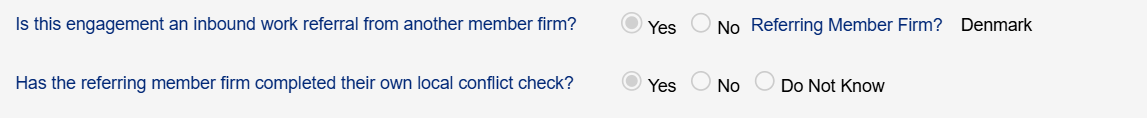 Is this engagement an inbound work referral from another member firm? Yes No Referring Member Firm? Denmark
Has the referring member firm completed their own local conflict check? Yes No Do Not Know